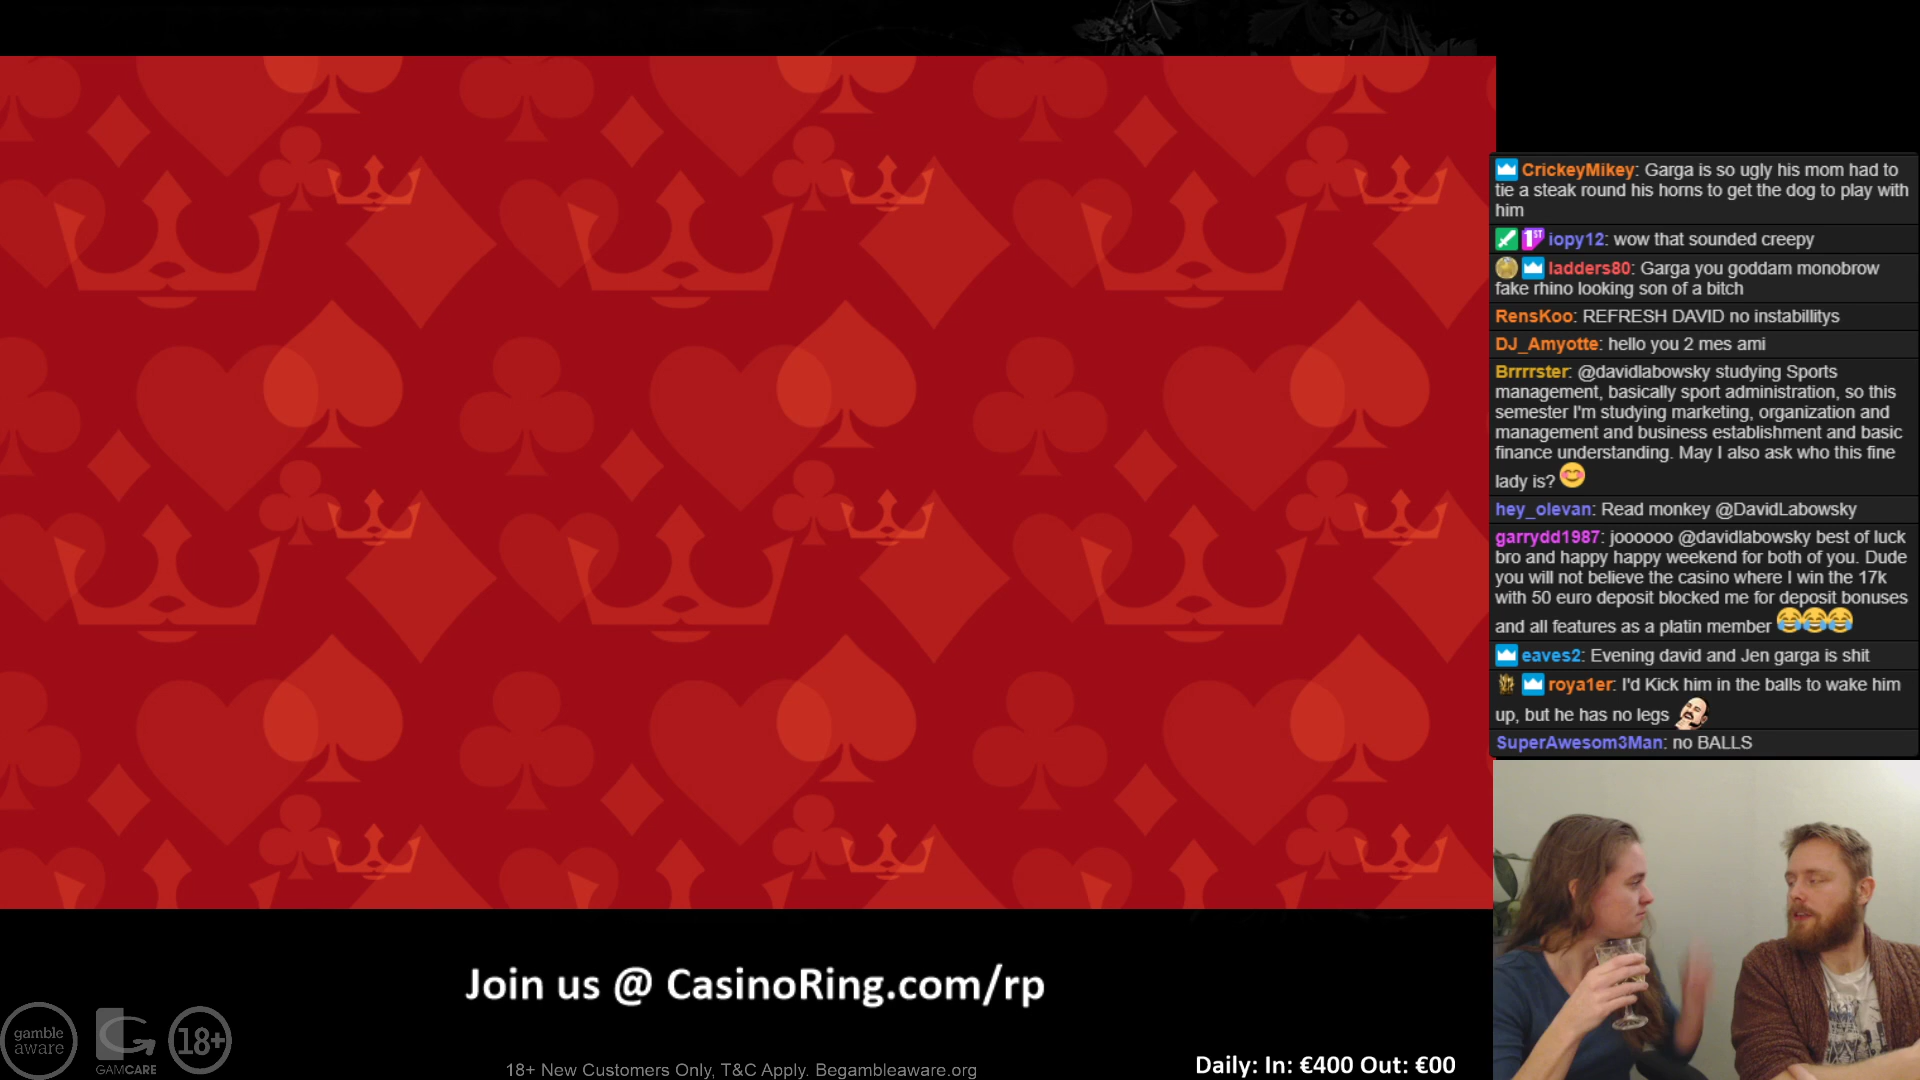 CrickeyMikey: Garga is so ugly his mom had to
tie a steak round his horns to get the dog to play with
him
1ST iopy12: wow that sounded creepy
ladders80: Garga you goddam monobrow
fake rhino looking son of a bitch
RensKoo: REFRESH DAVID no instabillitys
DJ_Amyotte: hello you 2 mes ami
Brrrrster: @davidlabowsky studying Sports
management, basically sport administration, so this
semester I'm studying marketing, organization and
management and business establishment and basic
finance understanding. May I also ask who this fine
lady is? 😊
hey_olevan: Read monkey @DavidLabowsky
garrydd1987: joooooo @davidlabowsky best of luck
bro and happy happy weekend for both of you. Dude
you will not believe the casino where I win the 17k
with 50 euro deposit blocked me for deposit bonuses
and all features as a platin member 😂😂😂
eaves2: Evening david and Jen garga is shit
roya1er: I'd Kick him in the balls to wake him
up, but he has no legs
SuperAwesom3Man: no BALLS
Join us @ CasinoRing.com/rp
gamble
aware
GAMCARE
18+
18+ New Customers Only, T&C Apply. Begambleaware.org
Daily: In: €400 Out: €00